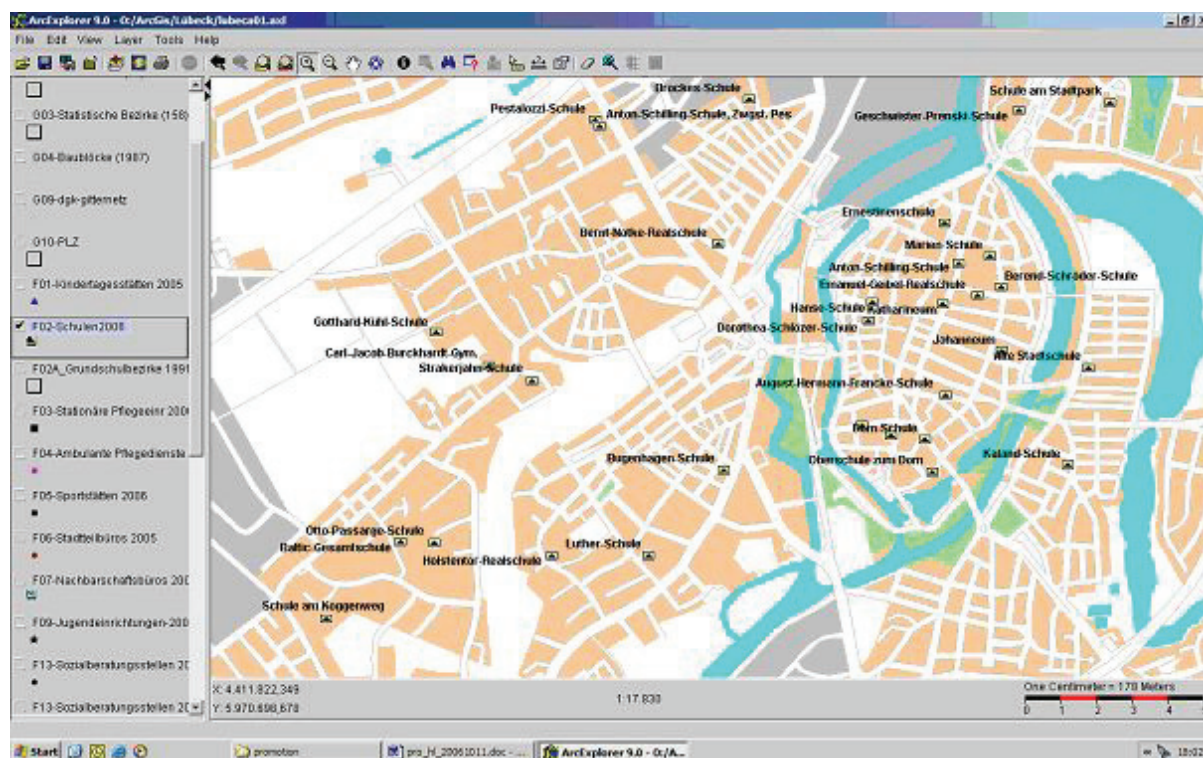 ArcExplorer 9.0 - O:/ArcGis/Lübeck/lubeca01.axl
File Edit View Layer Tools Help
G03-Statistische Bezirke (158)
G04-Baublöcke (1987)
G09-dgk-gitternetz
G10-PLZ
F01-Kindertagesstätten 2005
F02-Schulen2006
F02A_Grundschulbezirke 1991
F03-Stationäre Pflegeeinr 200
F04-Ambulante Pflegedienste
F05-Sportstätten 2006
F06-Stadtteilbüros 2005
F07-Nachbarschaftsbüros 200
F09-Jugendeinrichtungen-200
F13-Sozialberatungsstellen 20
F13-Sozialberatungsstellen 20
Brockes-Schule
Schule am Stadtpark
Pestalozzi-Schule
Anton-Schilling-Schule, Zwgst. Pes
Geschwister-Prenski-Schule
Ernestinenschule
Bernt-Notke-Realschule
Marien-Schule
Anton-Schilling-Schule
Berend-Schröder-Schule
Emanuel-Geibel-Realschule
Hanse-Schule
Katharineum
Gotthard-Kühl-Schule
Dorothea-Schlözer-Schule
Johanneum
Carl-Jacob-Burckhardt-Gym.
Alte Stadtschule
Strakerjahn-Schule
August-Hermann-Francke-Schule
Dom-Schule
Bugenhagen-Schule
Oberschule zum Dom
Kaland-Schule
Otto-Passarge-Schule
Baltic-Gesamtschule
Holstentor-Realschule
Luther-Schule
Schule am Koggenweg
X: 4.411.822,349
Y: 5.970.698,678
1:17.830
One Centimeter = 178 Meters
0 1 2 3 4
Start
promotion
pro_hl_20061011.doc - ...
ArcExplorer 9.0 - O:/A...
18:02